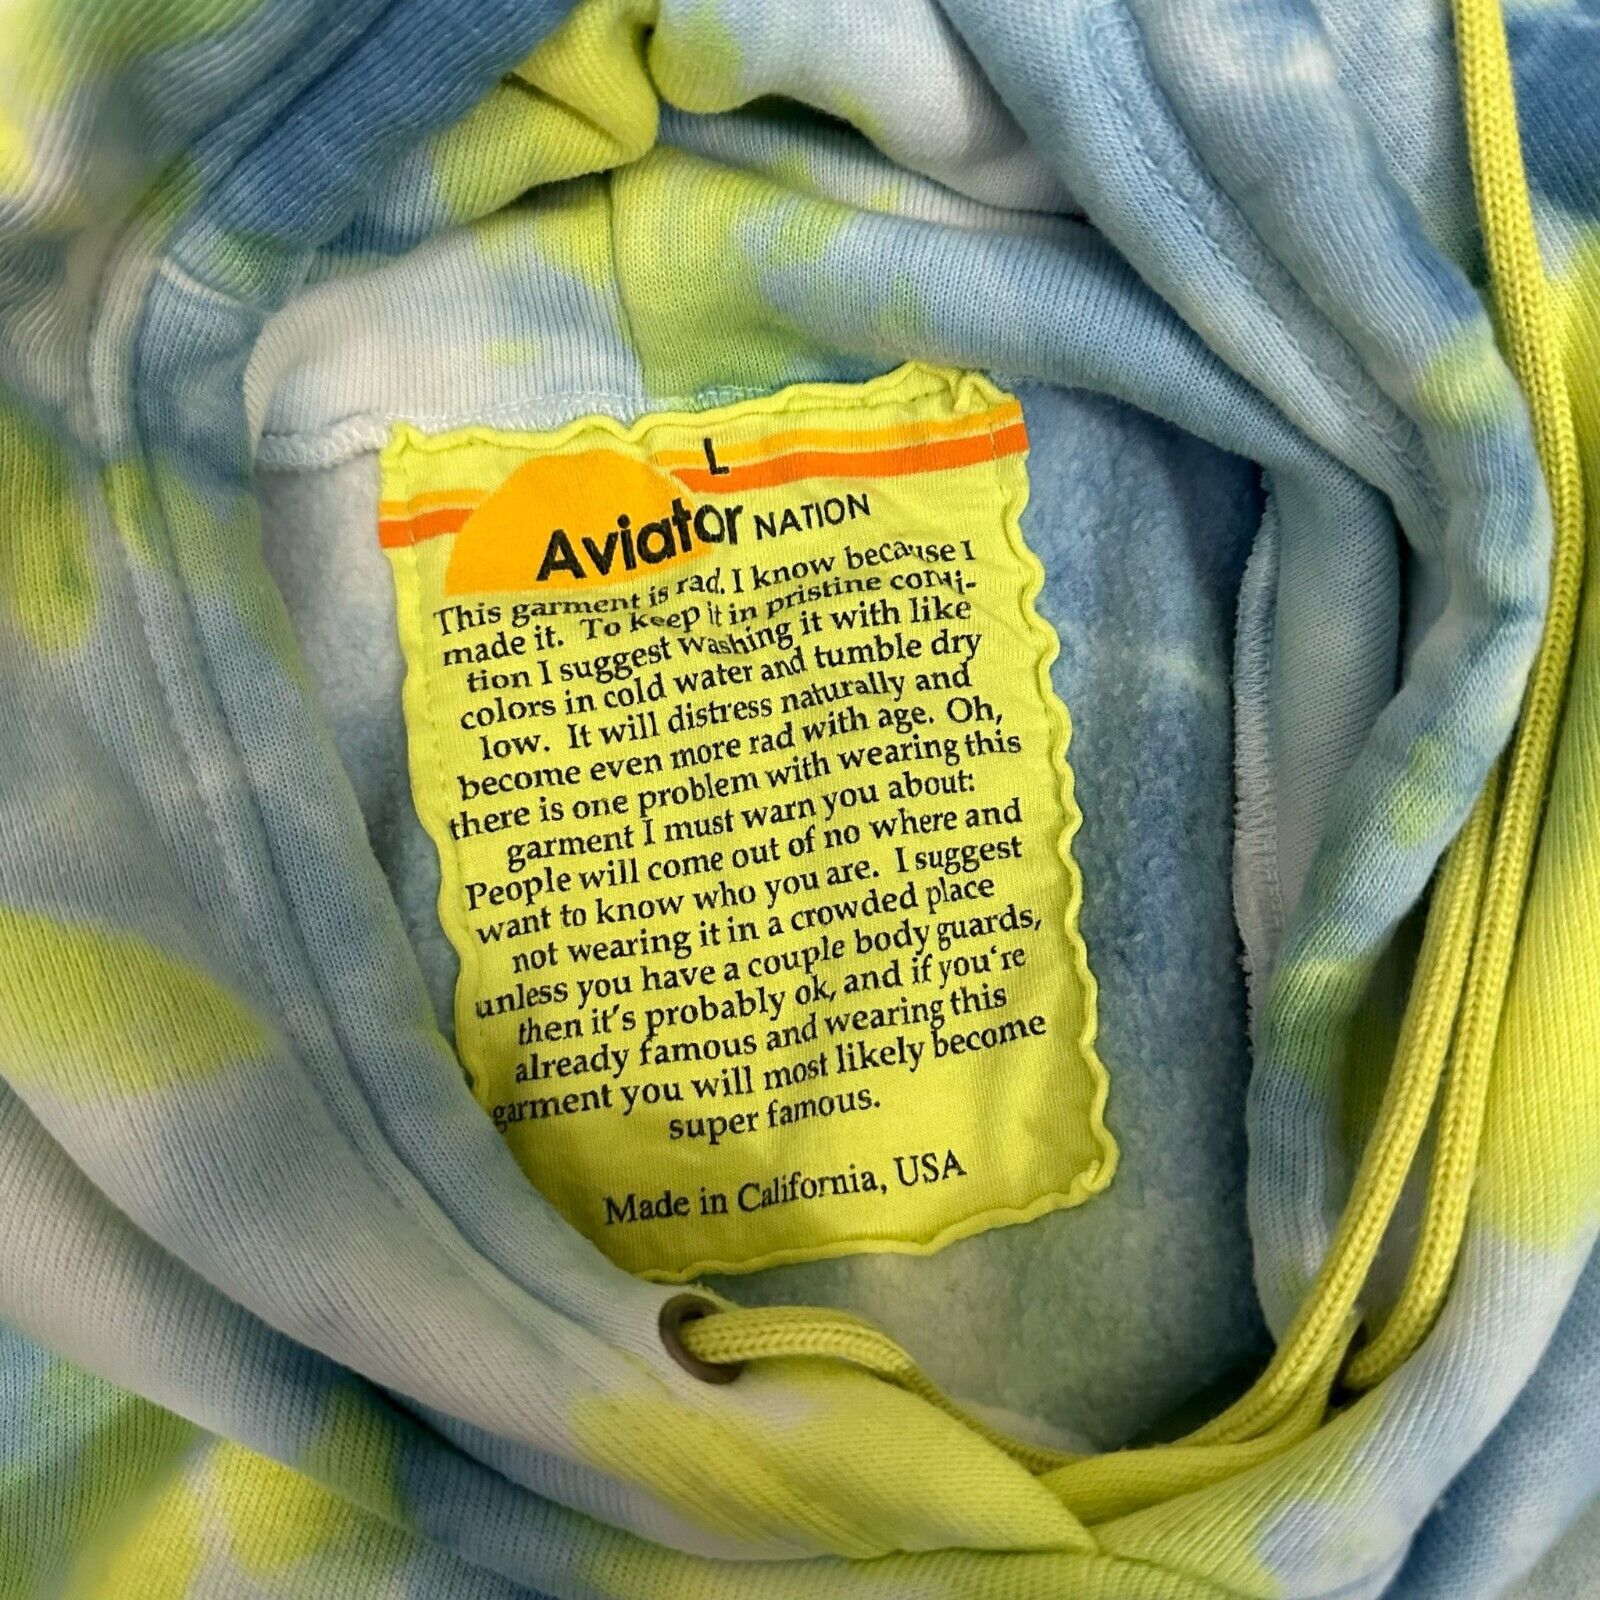 L
Aviator NATION
This garment is rad. I know because I
made it. To keep it in pristine condi-
tion I suggest washing it with like
colors in cold water and tumble dry
low. It will distress naturally and
become even more rad with age. Oh,
there is one problem with wearing this
garment I must warn you about:
People will come out of no where and
want to know who you are. I suggest
not wearing it in a crowded place
unless you have a couple body guards,
then it's probably ok, and if you're
already famous and wearing this
garment you will most likely become
super famous.
Made in California, USA